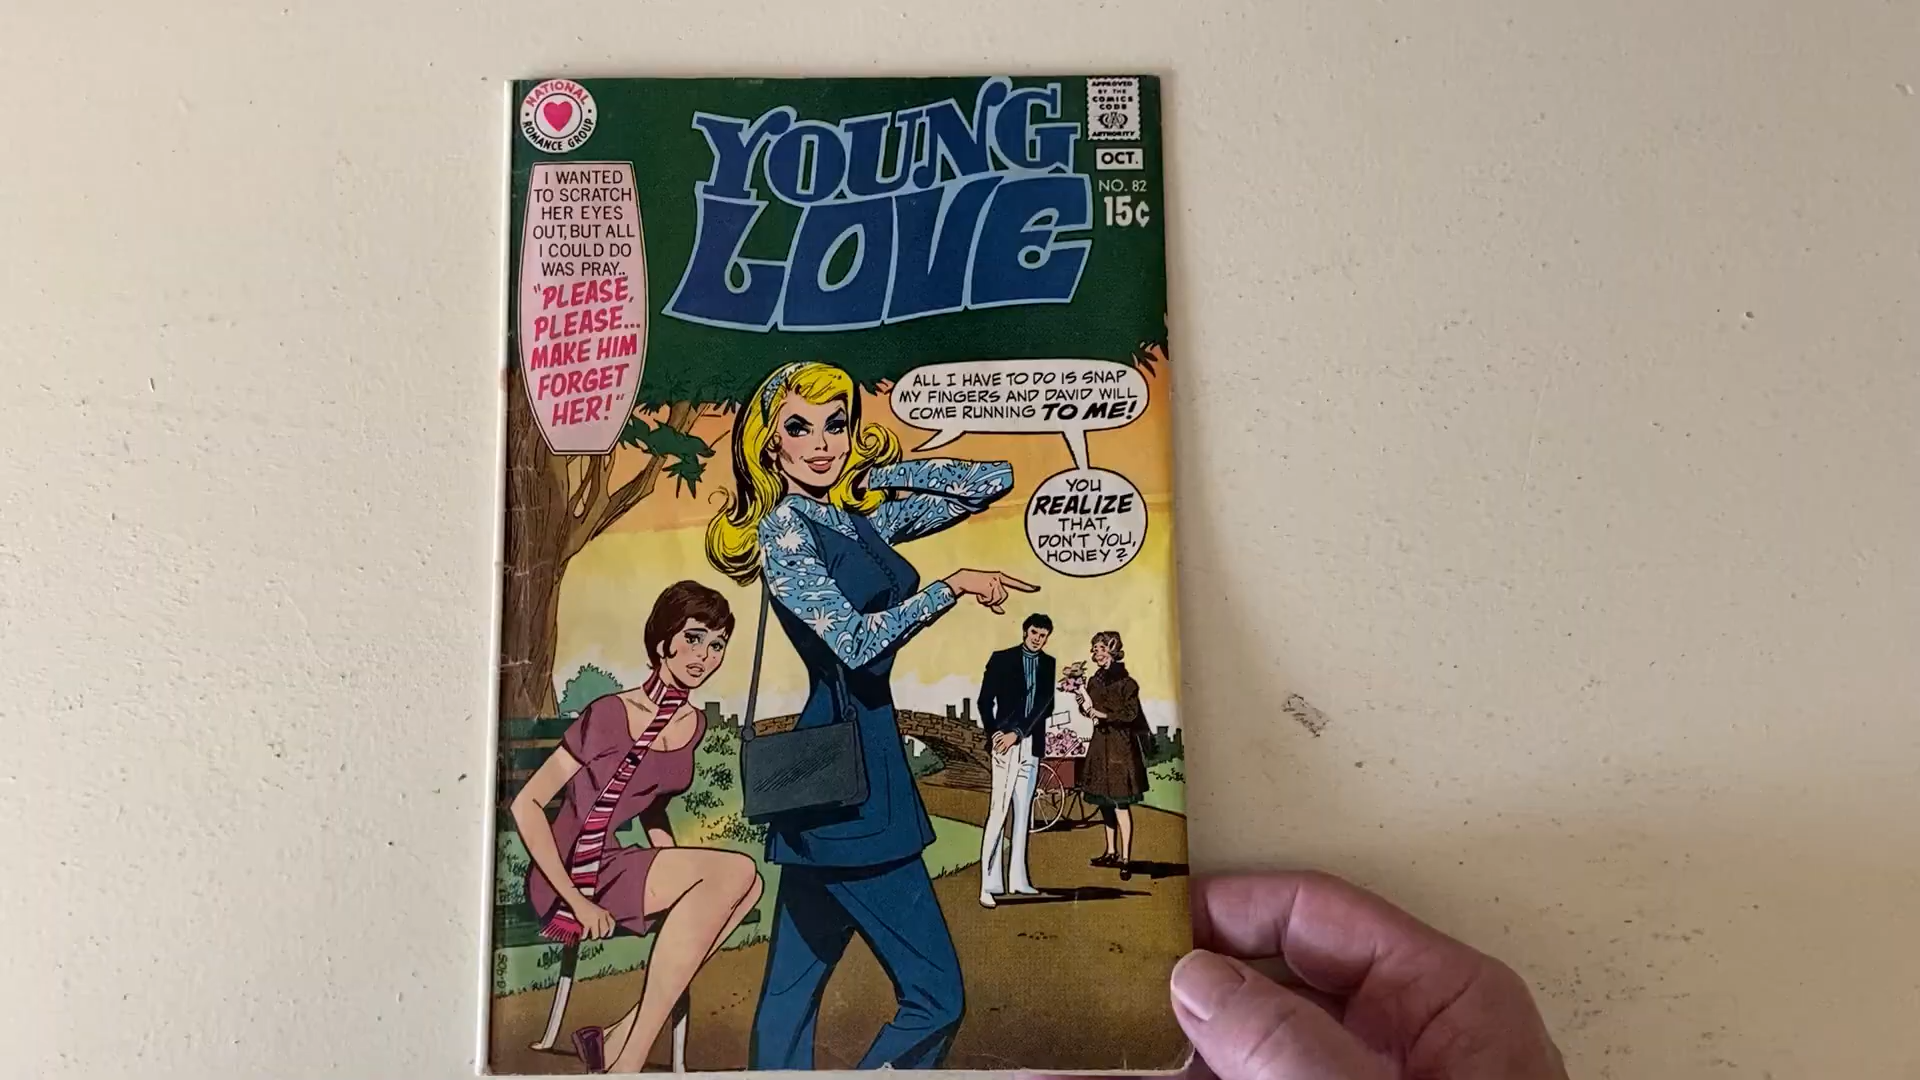 NATIONAL
ROMANCE GROUP
YOUNG
LOVE
APPROVED
BY THE
COMICS
CODE
AUTHORITY
OCT.
NO. 82
15¢
I WANTED
TO SCRATCH
HER EYES
OUT, BUT ALL
I COULD DO
WAS PRAY..
"PLEASE,
PLEASE...
MAKE HIM
FORGET
HER!"
ALL I HAVE TO DO IS SNAP
MY FINGERS AND DAVID WILL
COME RUNNING TO ME!
YOU
REALIZE
THAT,
DON'T YOU,
HONEY?